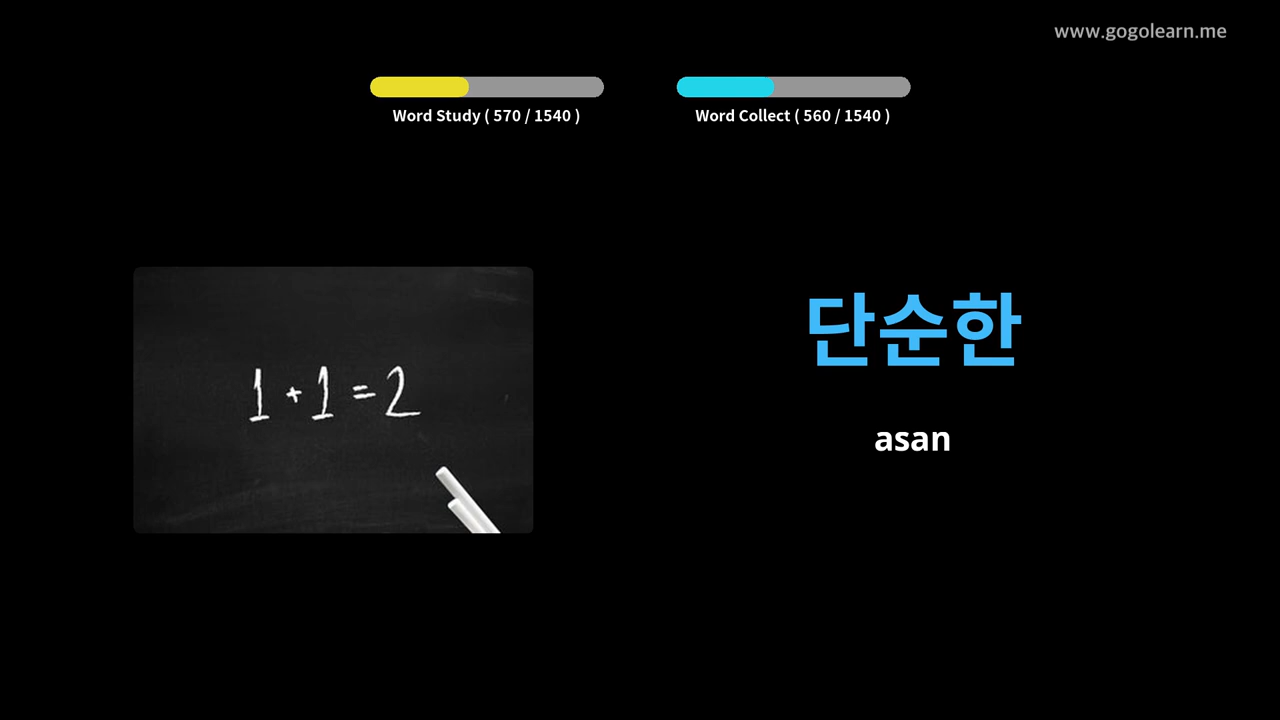 www.gogolearn.me
Word Study ( 570 / 1540 )
Word Collect ( 560 / 1540 )
1 + 1 = 2
단순한
asan